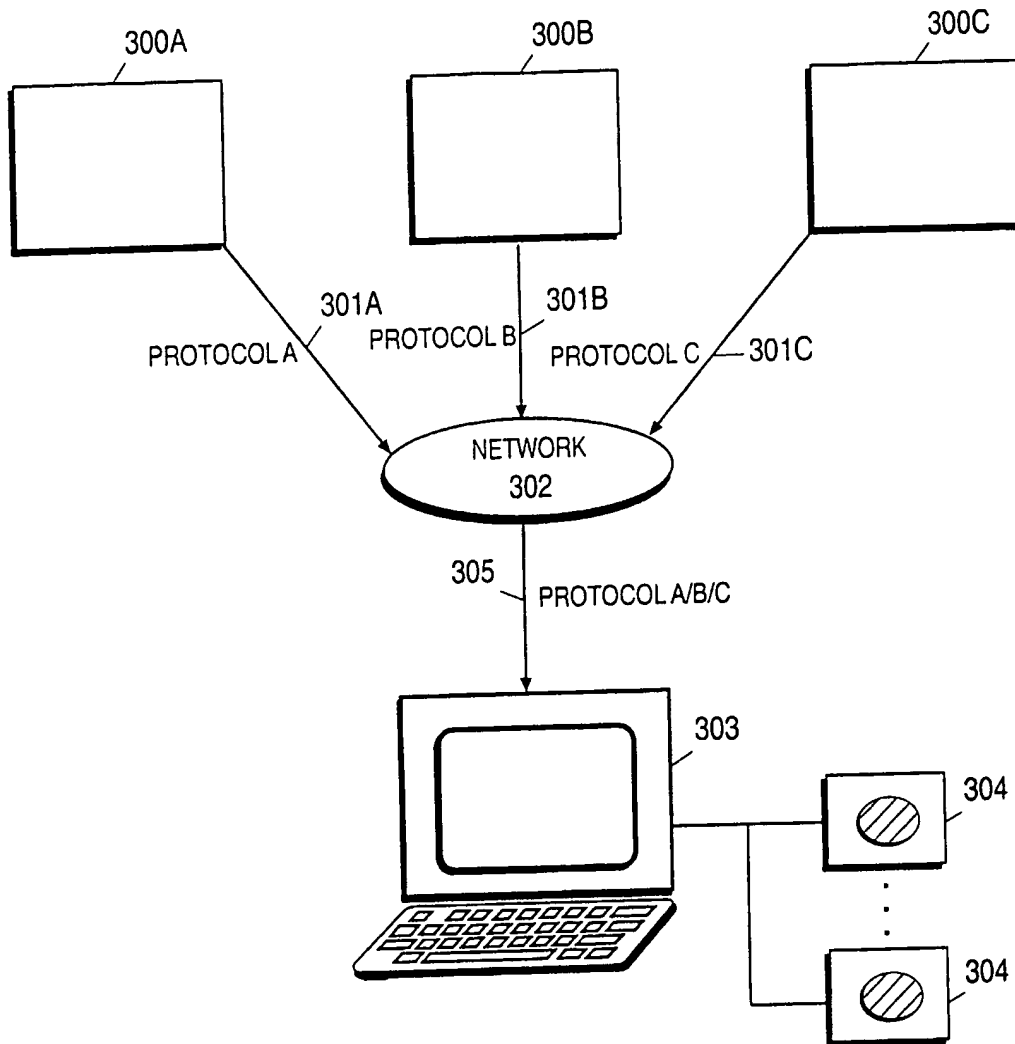 300A
300B
300C
301A
PROTOCOL A
301B
PROTOCOL B
PROTOCOL C
301C
NETWORK
302
305
PROTOCOL A/B/C
303
304
304